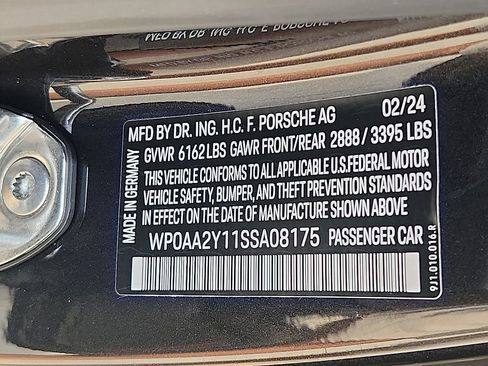 MFD BY DR. ING. H.C. F. PORSCHE AG 02/24
GVWR 6162 LBS GAWR FRONT/REAR 2888 / 3395 LBS
THIS VEHICLE CONFORMS TO ALL APPLICABLE U.S.FEDERAL MOTOR
VEHICLE SAFETY, BUMPER, AND THEFT PREVENTION STANDARDS
IN EFFECT ON THE DATE OF MANUFACTURE SHOWN ABOVE
WP0AA2Y11SSA08175 PASSENGER CAR
MADE IN GERMANY
9J1.010.016.R